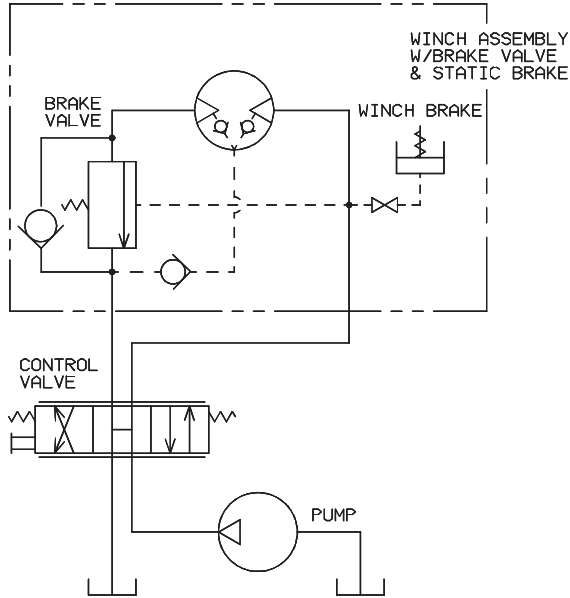 WINCH ASSEMBLY
W/BRAKE VALVE
& STATIC BRAKE
BRAKE
VALVE
WINCH BRAKE
CONTROL
VALVE
PUMP